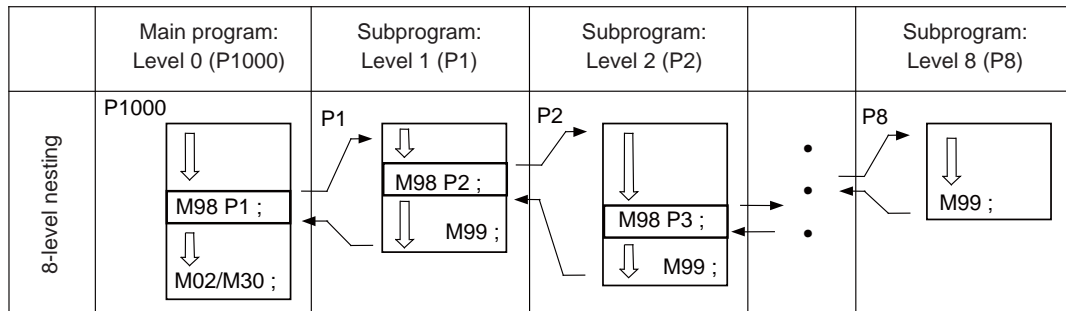 Main program:
Level 0 (P1000)
Subprogram:
Level 1 (P1)
Subprogram:
Level 2 (P2)
Subprogram:
Level 8 (P8)
8-level nesting
P1000
M98 P1 ;
M02/M30 ;
P1
M98 P2 ;
M99 ;
P2
M98 P3 ;
M99 ;
P8
M99 ;